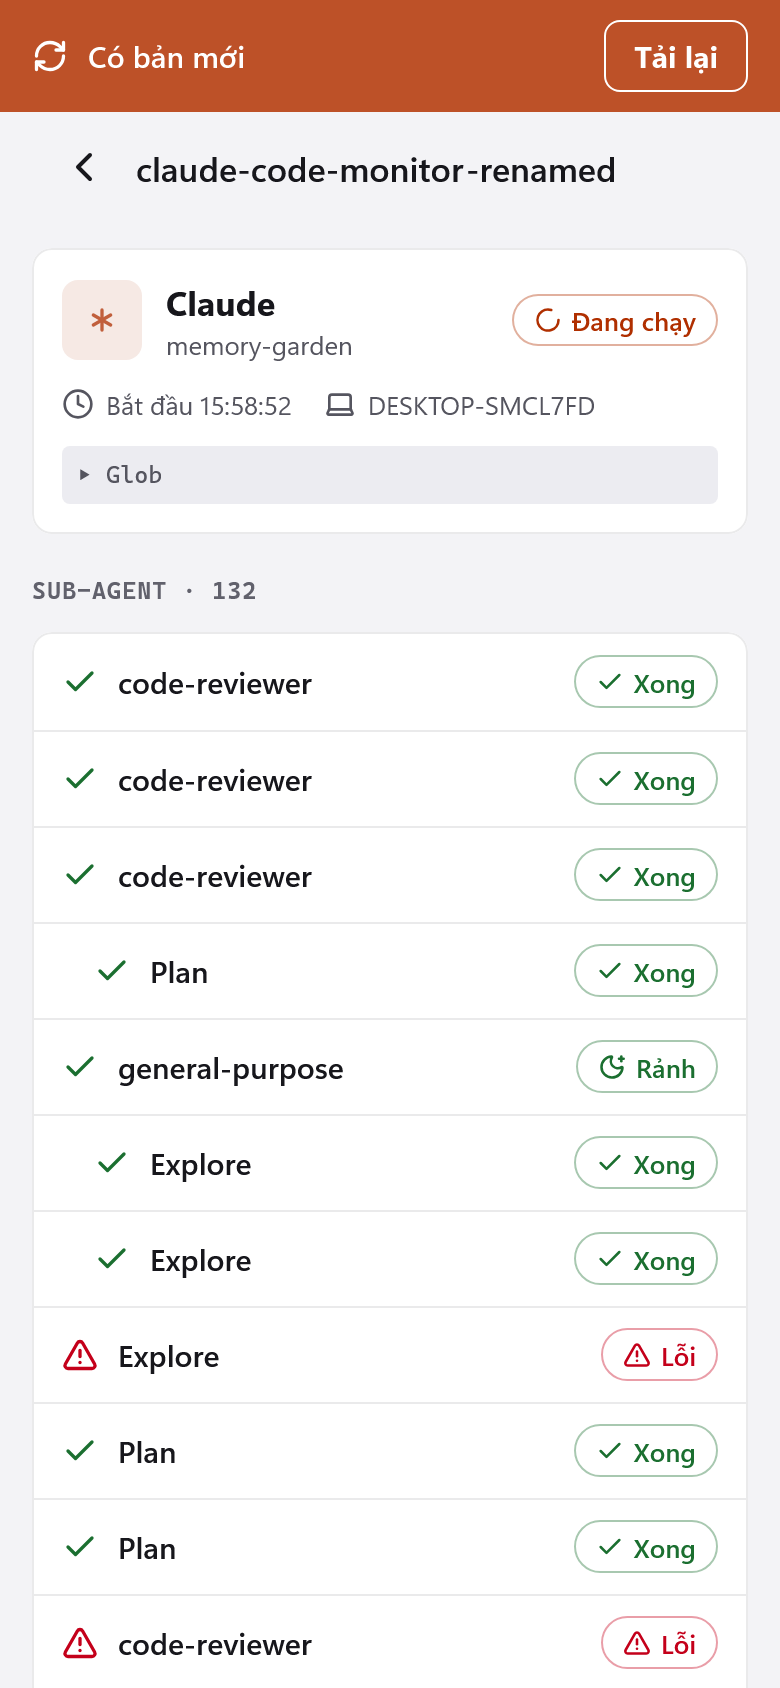 Có bản mới
Tải lại
claude-code-monitor-renamed
Claude
memory-garden
Đang chạy
Bắt đầu 15:58:52
DESKTOP-SMCL7FD
Glob
SUB-AGENT · 132
code-reviewer
Xong
code-reviewer
Xong
code-reviewer
Xong
Plan
Xong
general-purpose
Rảnh
Explore
Xong
Explore
Xong
Explore
Lỗi
Plan
Xong
Plan
Xong
code-reviewer
Lỗi